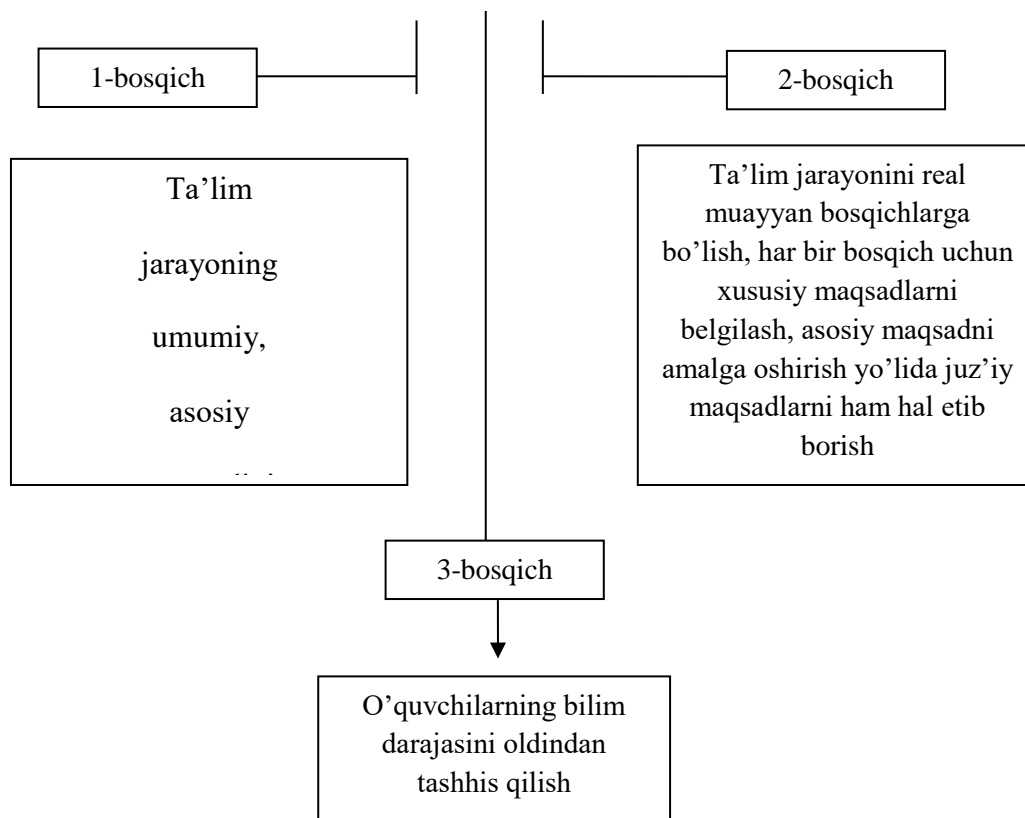 1-bosqich
2-bosqich
Ta’lim
jarayoning
umumiy,
asosiy
Ta’lim jarayonini real
muayyan bosqichlarga
bo’lish, har bir bosqich uchun
xususiy maqsadlarni
belgilash, asosiy maqsadni
amalga oshirish yo’lida juz’iy
maqsadlarni ham hal etib
borish
3-bosqich
O’quvchilarning bilim
darajasini oldindan
tashhis qilish